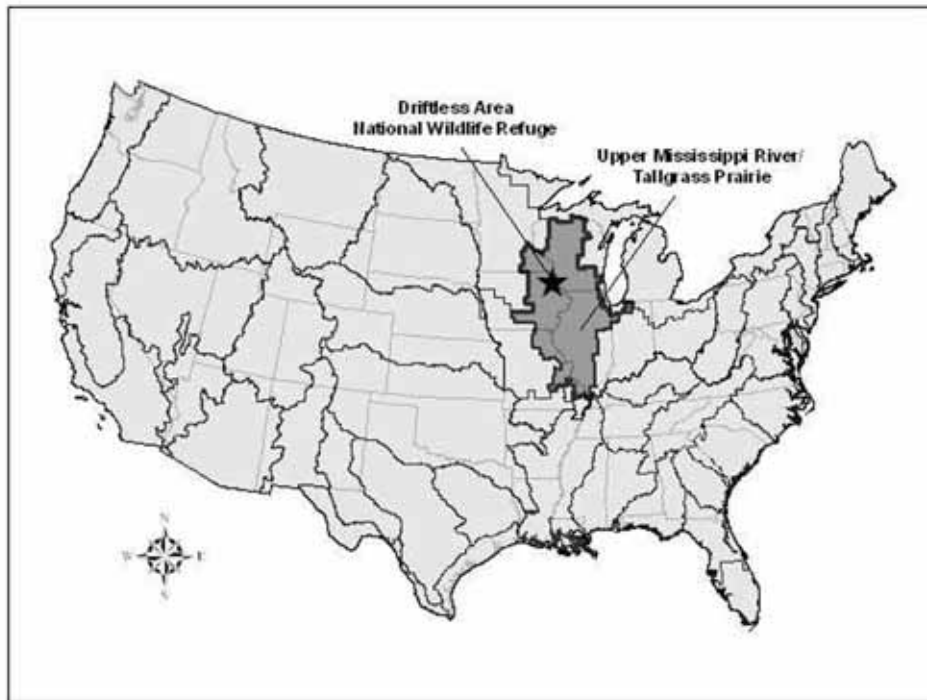 Driftless Area
National Wildlife Refuge
Upper Mississippi River/
Tallgrass Prairie
N
W
E
S